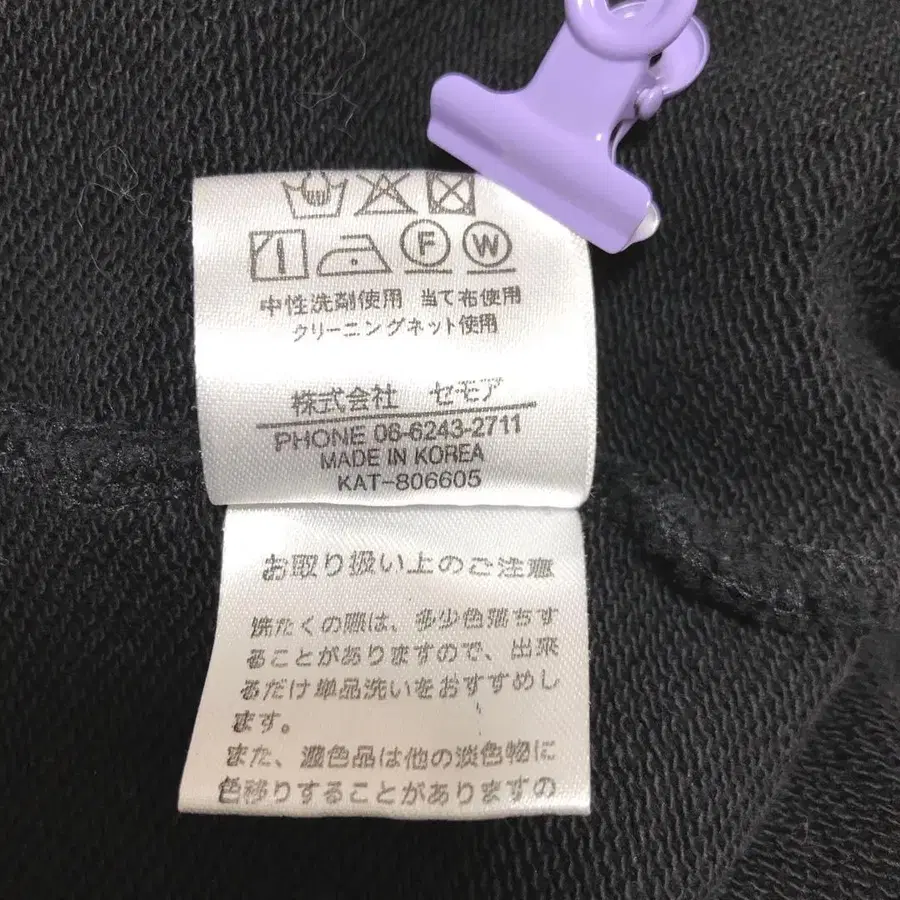 F W
中性洗剤使用 当て布使用
クリーニングネット使用
株式会社 セモア
PHONE 06-6243-2711
MADE IN KOREA
KAT-806605
お取り扱い上のご注意
洗たくの際は、多少色落ちす
ることがありますので、出来
るだけ単品洗いをおすすめし
ます。
また、濃色品は他の淡色物に
色移りすることがありますの